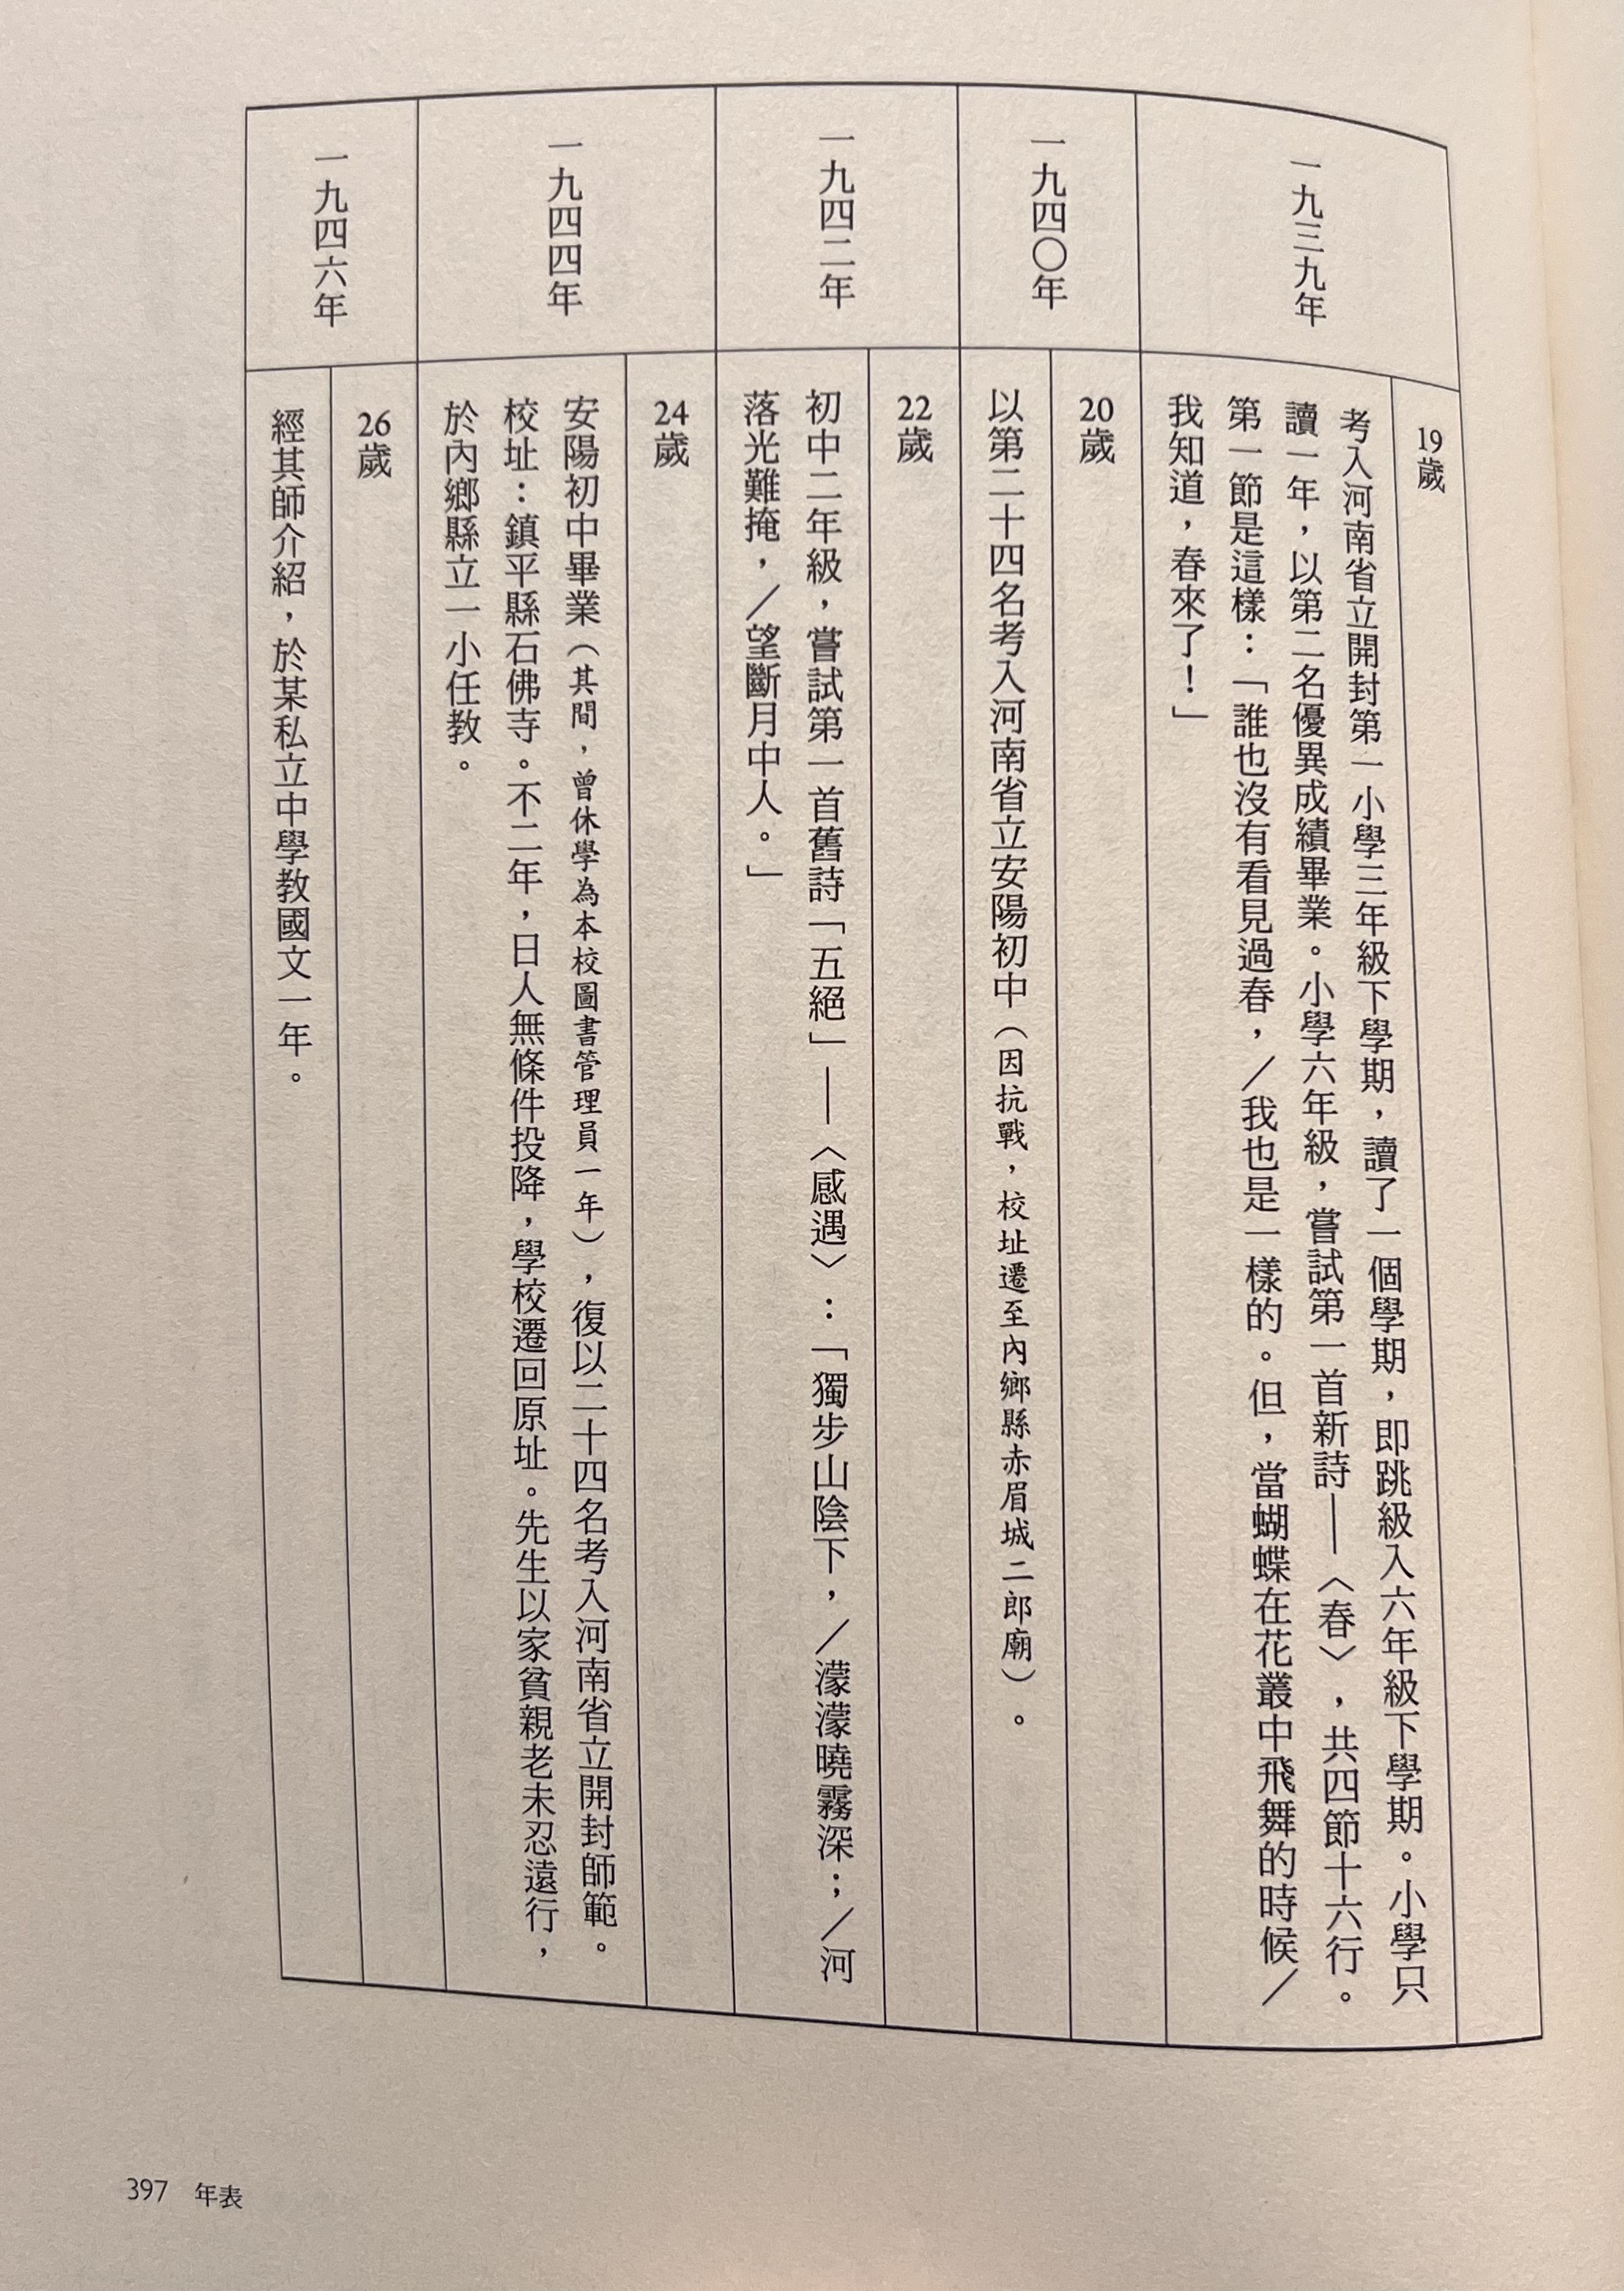 一九三九年
19歲
考入河南省立開封第一小學三年級下學期，讀了一個學期，即跳級入六年級下學期。小學只
讀一年，以第二名優異成績畢業。小學六年級，嘗試第一首新詩——〈春〉，共四節十六行。
第一節是這樣：「誰也沒有看見過春，／我也是一樣的。但，當蝴蝶在花叢中飛舞的時候／
我知道，春來了！」
一九四〇年
20歲
以第二十四名考入河南省立安陽初中（因抗戰，校址遷至內鄉縣赤眉城二郎廟）。
一九四二年
22歲
初中二年級，嘗試第一首舊詩「五絕」——〈感遇〉：「獨步山陰下，／濛濛曉霧深；／河
落光難掩，／望斷月中人。」
一九四四年
24歲
安陽初中畢業（其間，曾休學為本校圖書管理員一年），復以二十四名考入河南省立開封師範。
校址：鎮平縣石佛寺。不二年，日人無條件投降，學校遷回原址。先生以家貧親老未忍遠行，
於內鄉縣立一小任教。
一九四六年
26歲
經其師介紹，於某私立中學教國文一年。
397 年表